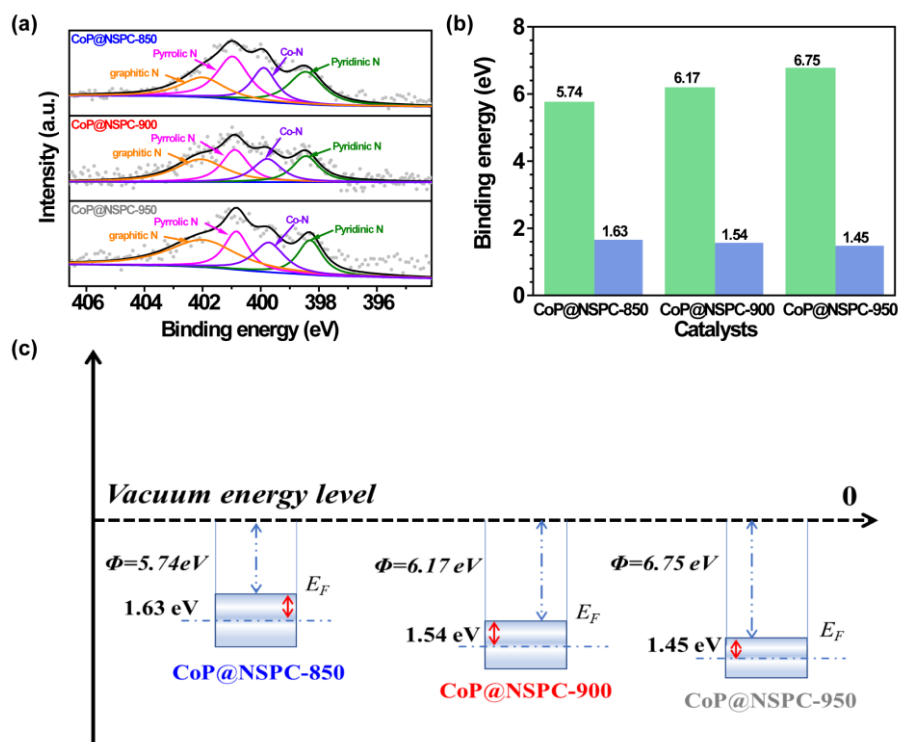 (a)
CoP@NSPC-850
Pyrrolic N
Co-N
graphitic N
Pyridinic N
CoP@NSPC-900
Pyrrolic N
Co-N
graphitic N
Pyridinic N
CoP@NSPC-950
Pyrrolic N
Co-N
graphitic N
Pyridinic N
Intensity (a.u.)
406 404 402 400 398 396
Binding energy (eV)
(b)
Binding energy (eV)
8
6
4
2
0
5.74
1.63
6.17
1.54
6.75
1.45
CoP@NSPC-850 CoP@NSPC-900 CoP@NSPC-950
Catalysts
(c)
Vacuum energy level 0
Φ=5.74eV
E_F
1.63 eV
CoP@NSPC-850
Φ=6.17 eV
E_F
1.54 eV
CoP@NSPC-900
Φ=6.75 eV
E_F
1.45 eV
CoP@NSPC-950